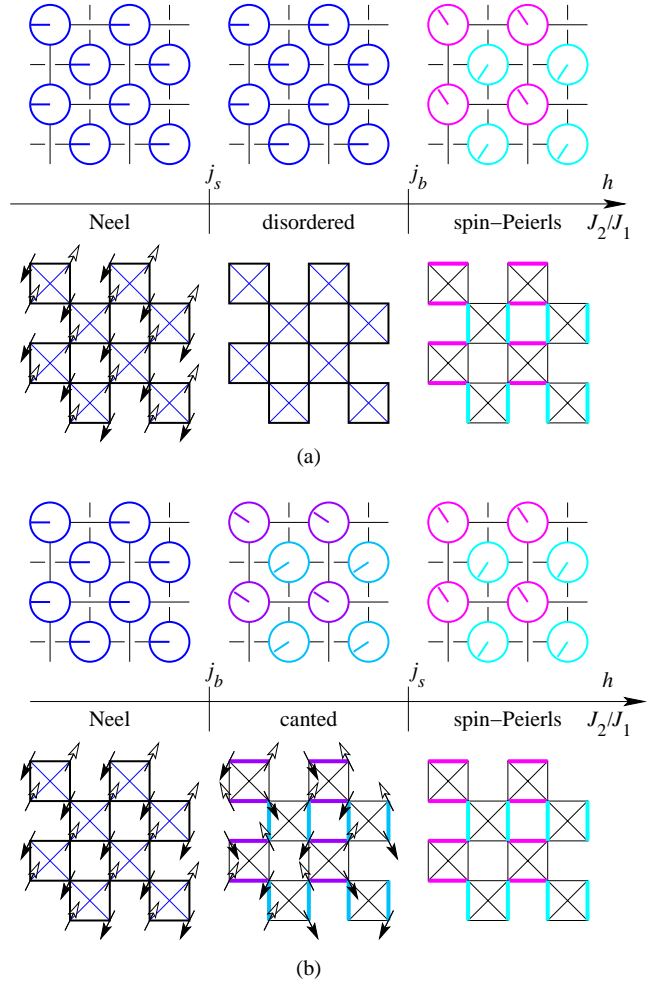 j_s j_b h
Neel disordered spin–Peierls J_2/J_1
(a)
j_b j_s h
Neel canted spin–Peierls J_2/J_1
(b)